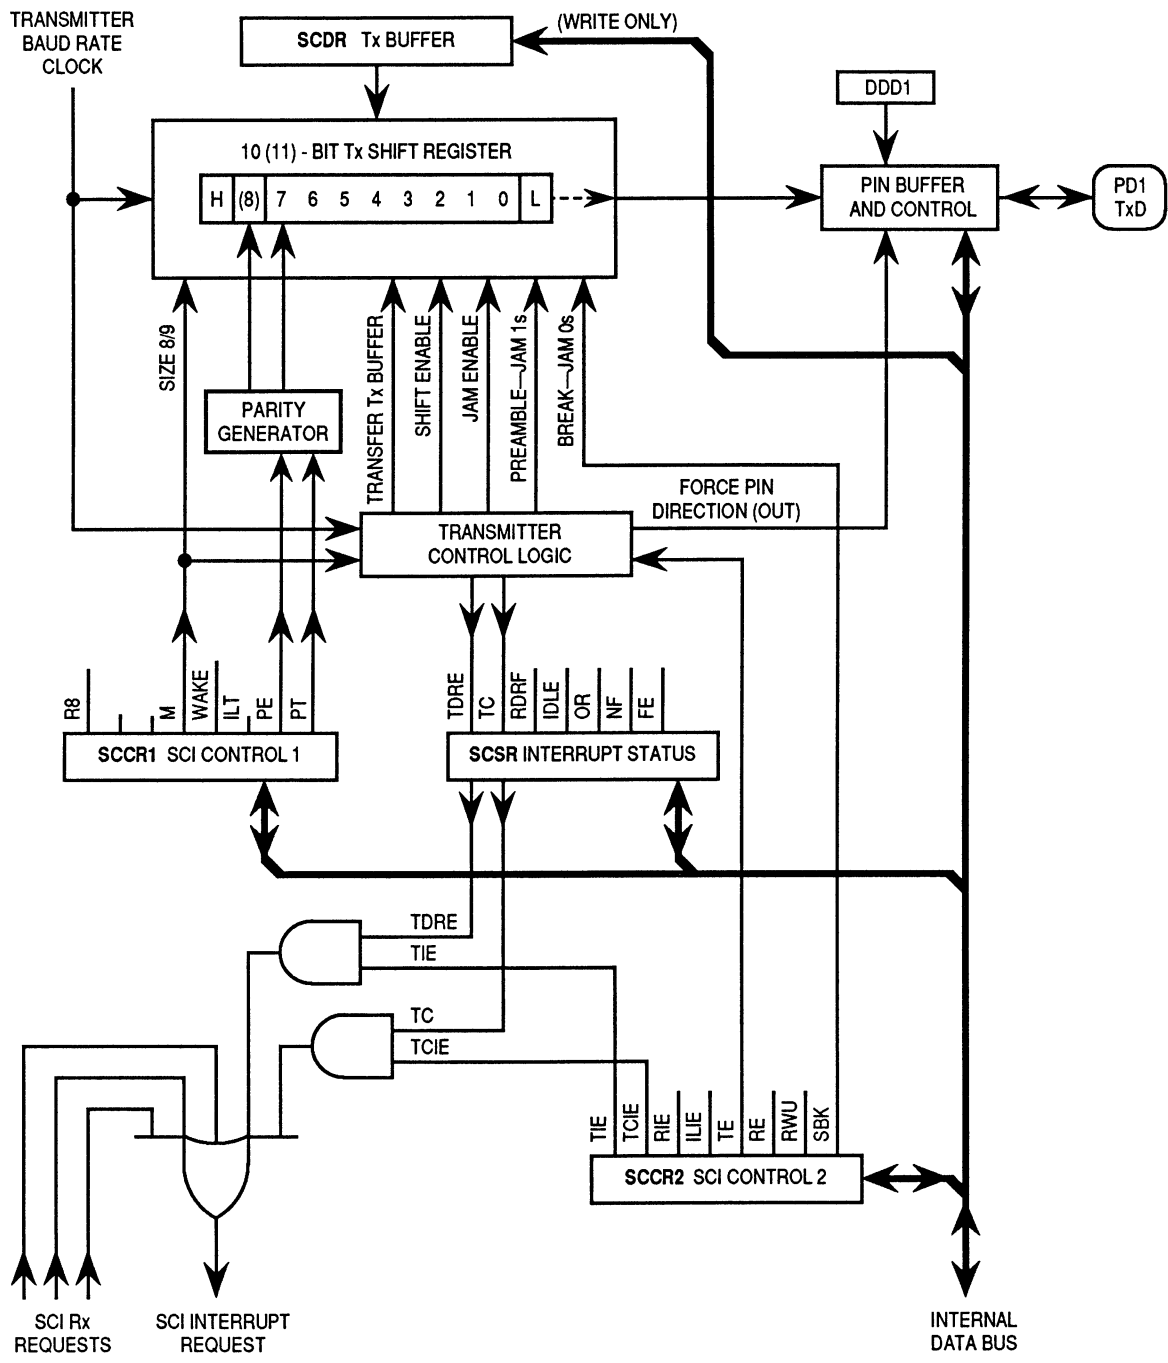 TRANSMITTER
BAUD RATE
CLOCK
SCDR Tx BUFFER
(WRITE ONLY)
DDD1
10 (11) - BIT Tx SHIFT REGISTER
H (8) 7 6 5 4 3 2 1 0 L
PIN BUFFER
AND CONTROL
PD1
TxD
SIZE 8/9
TRANSFER Tx BUFFER
SHIFT ENABLE
JAM ENABLE
PREAMBLE—JAM 1s
BREAK—JAM 0s
PARITY
GENERATOR
FORCE PIN
DIRECTION (OUT)
TRANSMITTER
CONTROL LOGIC
R8
M
WAKE
ILT
PE
PT
TDRE
TC
RDRF
IDLE
OR
NF
FE
SCCR1 SCI CONTROL 1
SCSR INTERRUPT STATUS
TDRE
TIE
TC
TCIE
TIE
TCIE
RIE
ILIE
TE
RE
RWU
SBK
SCCR2 SCI CONTROL 2
SCI Rx
REQUESTS
SCI INTERRUPT
REQUEST
INTERNAL
DATA BUS